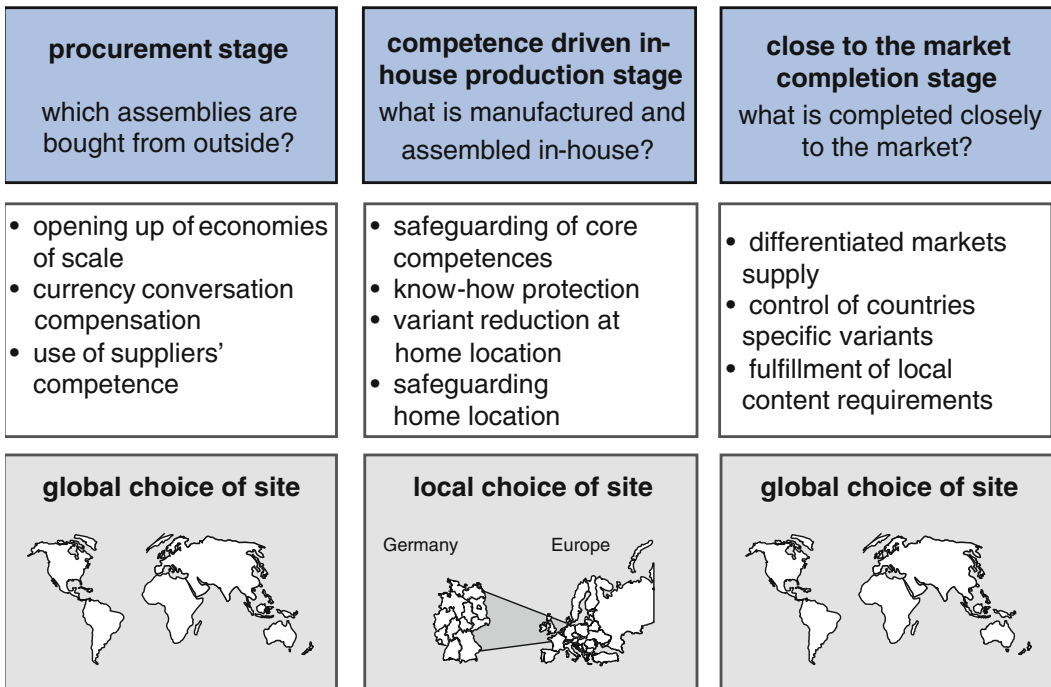 procurement stage
which assemblies are
bought from outside?
competence driven in-
house production stage
what is manufactured and
assembled in-house?
close to the market
completion stage
what is completed closely
to the market?
• opening up of economies
of scale
• currency conversation
compensation
• use of suppliers’
competence
• safeguarding of core
competences
• know-how protection
• variant reduction at
home location
• safeguarding
home location
• differentiated markets
supply
• control of countries
specific variants
• fulfillment of local
content requirements
global choice of site
local choice of site
Germany
Europe
global choice of site